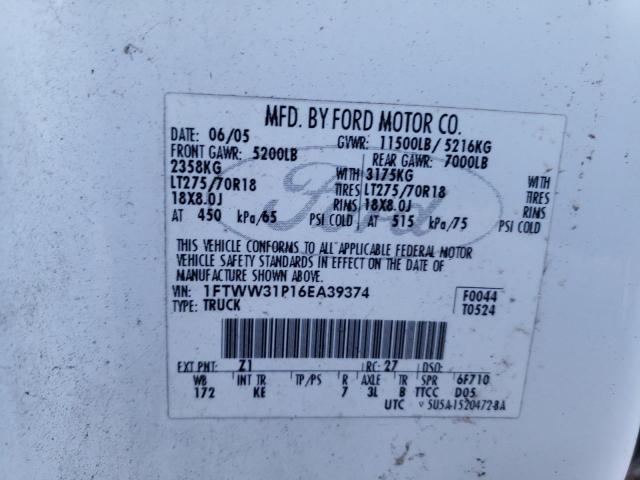 MFD. BY FORD MOTOR CO.
DATE: 06/05 GVWR: 11500LB/ 5216KG
FRONT GAWR: 5200LB REAR GAWR: 7000LB
2358KG WITH 3175KG WITH
LT275/70R18 TIRES LT275/70R18 TIRES
18X8.0J RIMS 18X8.0J RIMS
AT 450 kPa/65 PSI COLD AT 515 kPa/75 PSI COLD
Ford
THIS VEHICLE CONFORMS TO ALL APPLICABLE FEDERAL MOTOR
VEHICLE SAFETY STANDARDS IN EFFECT ON THE DATE OF
MANUFACTURE SHOWN ABOVE.
VIN: 1FTWW31P16EA39374 F0044
TYPE: TRUCK T0524
EXT PNT: Z1 RC: 27 DSO:
WB INT TR TP/PS R AXLE TR SPR 6F710
172 KE 7 3L B TTCC D05
UTC ▽ 5U5A-1520472-BA